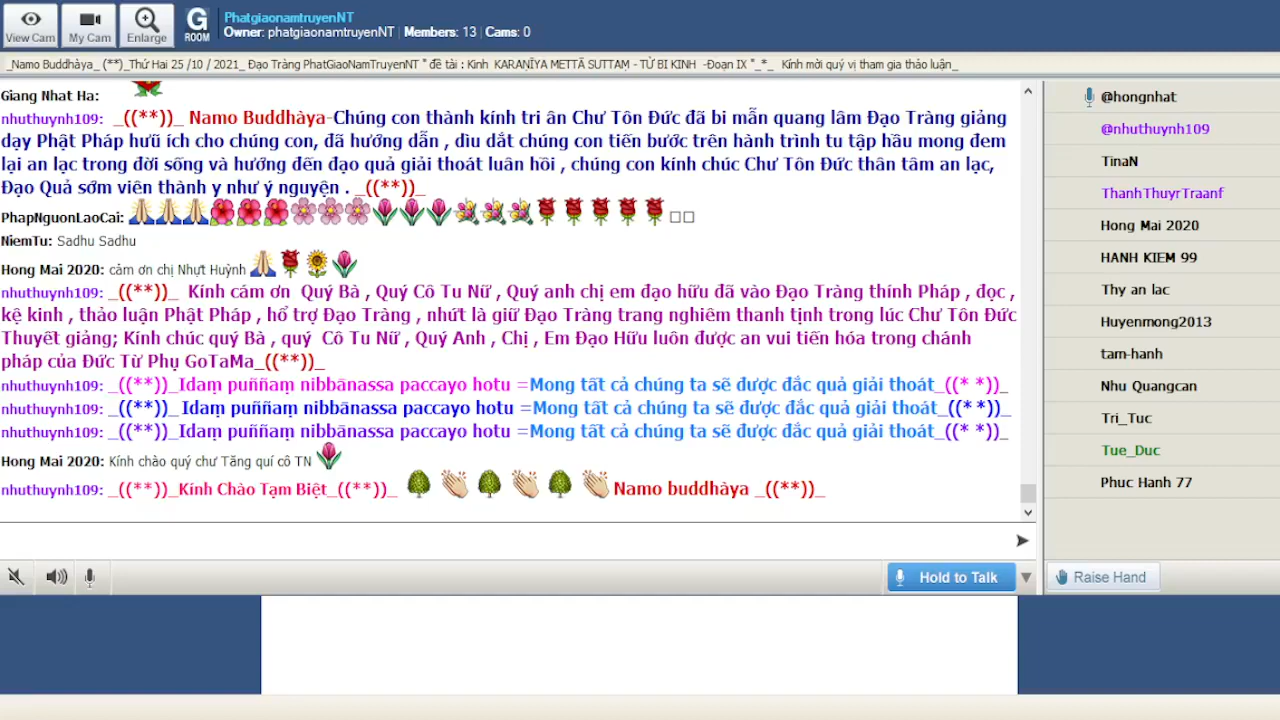 View Cam
My Cam
Enlarge
G
ROOM
PhatgiaonamtruyenNT
Owner: phatgiaonamtruyenNT | Members: 13 | Cams: 0
_Namo Buddhàya_ (**)_Thứ Hai 25 /10 / 2021_ Đạo Tràng PhatGiaoNamTruyenNT * đề tài : Kinh KARAṆĪYA METTĀ SUTTAṂ - TỪ BI KINH -Đoạn IX *_*_ Kính mời quý vị tham gia thảo luận_
Giang Nhat Ha:
nhuthuynh109: _((**))_ Namo Buddhàya-Chúng con thành kính tri ân Chư Tôn Đức đã bi mẫn quang lâm Đạo Tràng giảng
dạy Phật Pháp hưũ ích cho chúng con, đã hướng dẫn , dìu dắt chúng con tiến bước trên hành trình tu tập hầu mong đem
lại an lạc trong đời sống và hướng đến đạo quả giải thoát luân hồi , chúng con kính chúc Chư Tôn Đức thân tâm an lạc,
Đạo Quả sớm viên thành y như ý nguyện . _((**))_
PhapNguonLaoCai:
NiemTu: Sadhu Sadhu
Hong Mai 2020: cảm ơn chị Nhựt Huỳnh
nhuthuynh109: _((**))_ Kính cám ơn Quý Bà , Quý Cô Tu Nữ , Quý anh chị em đạo hữu đã vào Đạo Tràng thính Pháp , đọc ,
kệ kinh , thảo luận Phật Pháp , hổ trợ Đạo Tràng , nhứt là giữ Đạo Tràng trang nghiêm thanh tịnh trong lúc Chư Tôn Đức
Thuyết giảng; Kính chúc quý Bà , quý Cô Tu Nữ , Quý Anh , Chị , Em Đạo Hữu luôn được an vui tiến hóa trong chánh
pháp của Đức Từ Phụ GoTaMa_((**))_
nhuthuynh109: _((**))_Idaṃ puññaṃ nibbānassa paccayo hotu =Mong tất cả chúng ta sẽ được đắc quả giải thoát_((* *))_
nhuthuynh109: _((**))_ Idaṃ puññaṃ nibbānassa paccayo hotu =Mong tất cả chúng ta sẽ được đắc quả giải thoát_((* *))_
nhuthuynh109: _((**))_Idaṃ puññaṃ nibbānassa paccayo hotu =Mong tất cả chúng ta sẽ được đắc quả giải thoát_((* *))_
Hong Mai 2020: Kính chào quý chư Tăng quí cô TN
nhuthuynh109: _((**))_Kính Chào Tạm Biệt_((**))_ Namo buddhàya _((**))_
Hold to Talk
@hongnhat
@nhuthuynh109
TinaN
ThanhThuyrTraanf
Hong Mai 2020
HANH KIEM 99
Thy an lac
Huyenmong2013
tam-hanh
Nhu Quangcan
Tri_Tuc
Tue_Duc
Phuc Hanh 77
Raise Hand